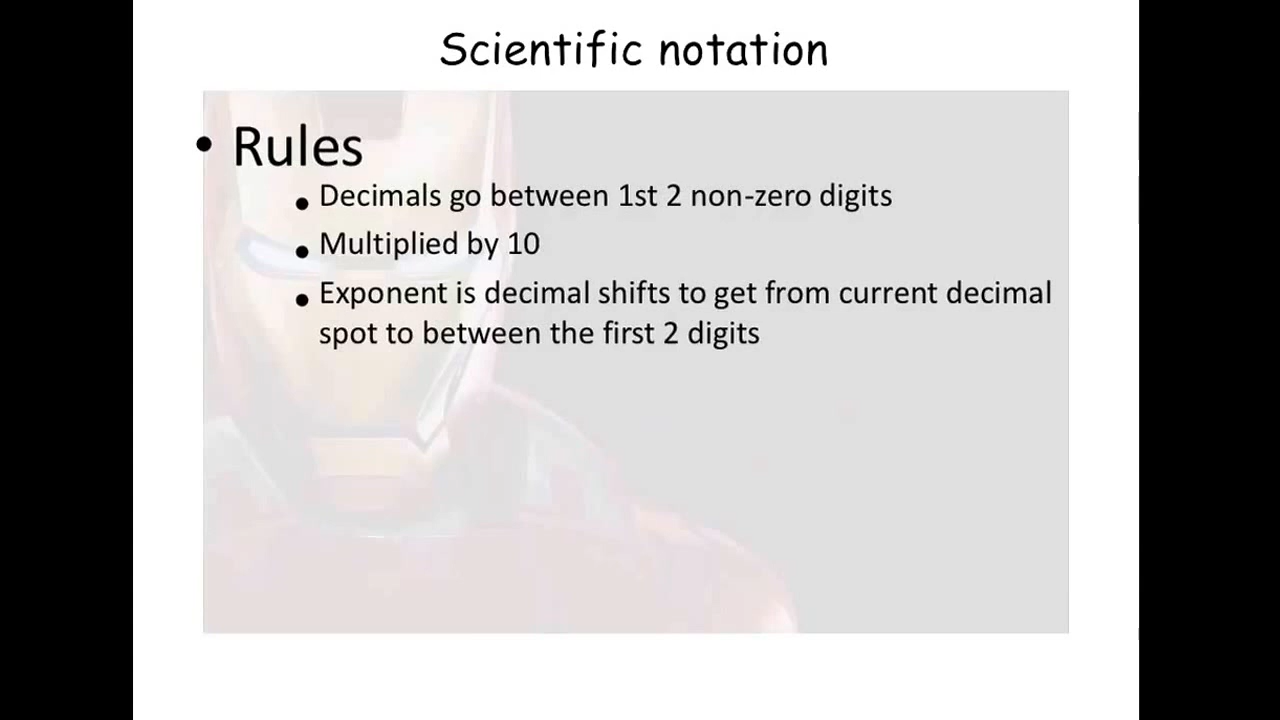 Scientific notation
• Rules
• Decimals go between 1st 2 non-zero digits
• Multiplied by 10
• Exponent is decimal shifts to get from current decimal
spot to between the first 2 digits